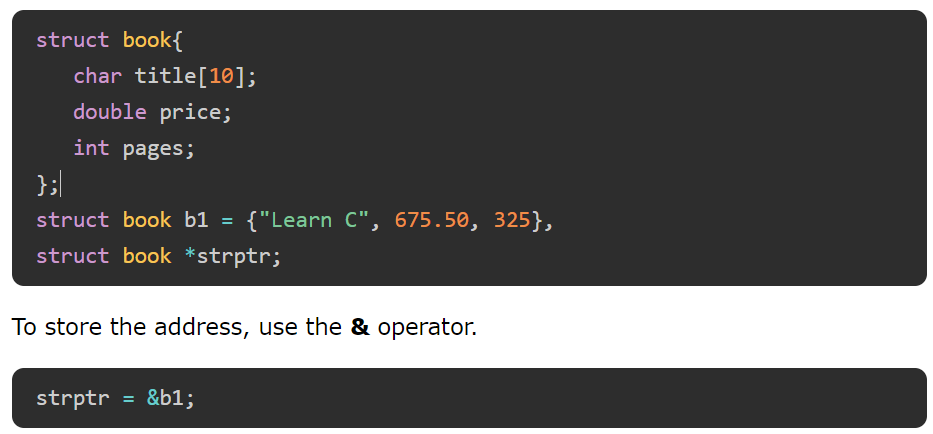 struct book{
   char title[10];
   double price;
   int pages;
};
struct book b1 = {"Learn C", 675.50, 325},
struct book *strptr;
To store the address, use the & operator.
strptr = &b1;